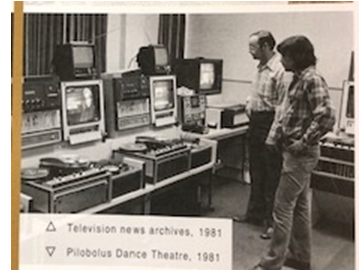 △ Television news archives, 1981
▽ Pilobolus Dance Theatre, 1981